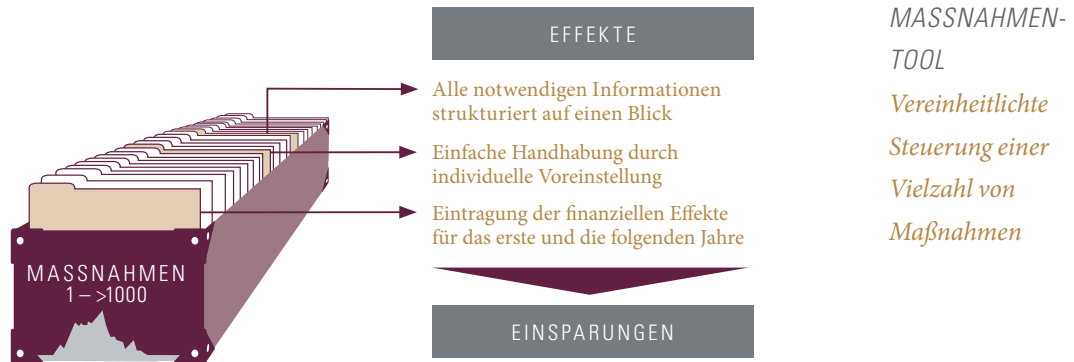 EFFEKTE
Alle notwendigen Informationen
strukturiert auf einen Blick
Einfache Handhabung durch
individuelle Voreinstellung
Eintragung der finanziellen Effekte
für das erste und die folgenden Jahre
MASSNAHMEN
1 – >1000
EINSPARUNGEN
MASSNAHMEN-
TOOL
Vereinheitlichte
Steuerung einer
Vielzahl von
Maßnahmen